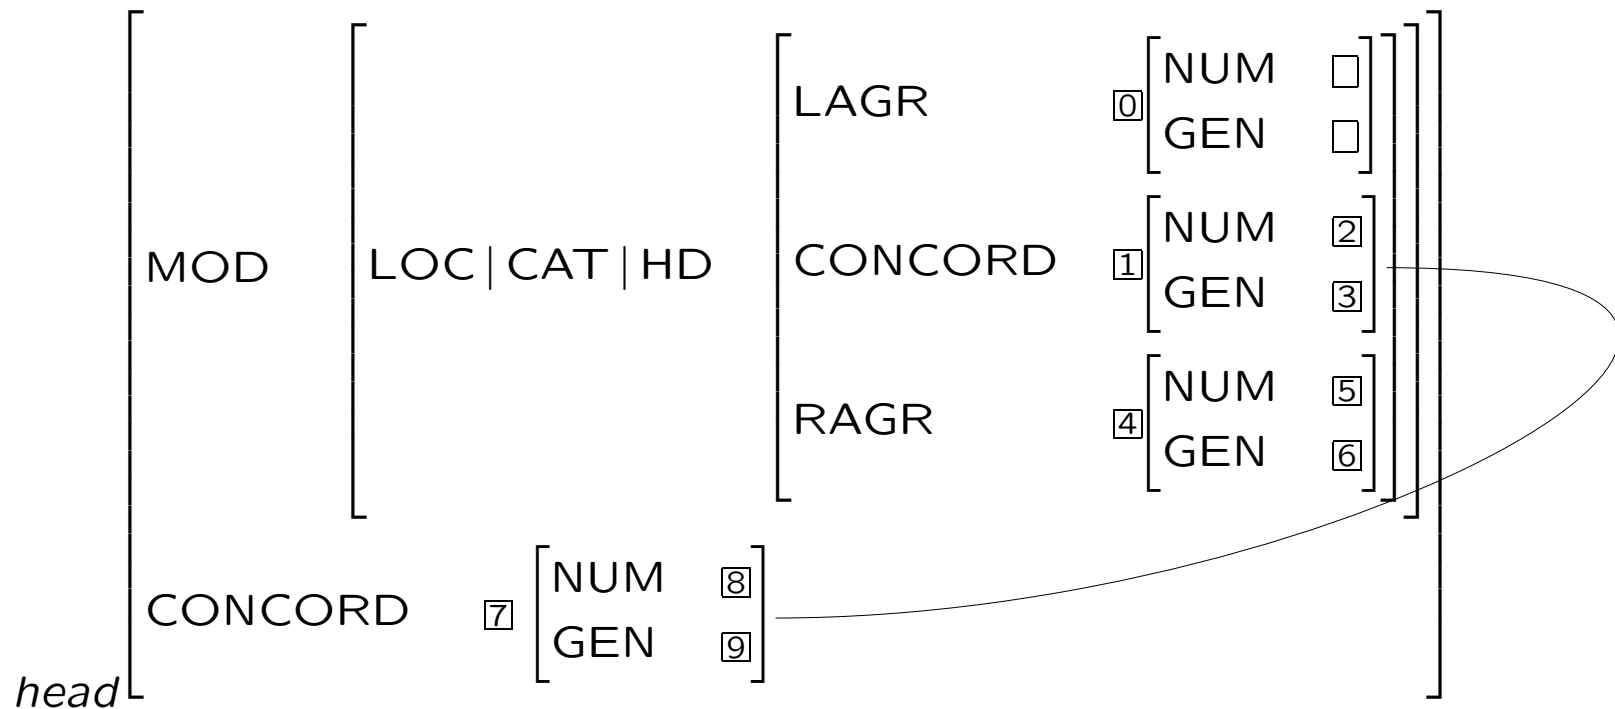 NUM
LAGR 0
GEN
NUM 2
MOD LOC|CAT|HD CONCORD 1
GEN 3
NUM 5
RAGR 4
GEN 6
NUM 8
CONCORD 7
GEN 9
head